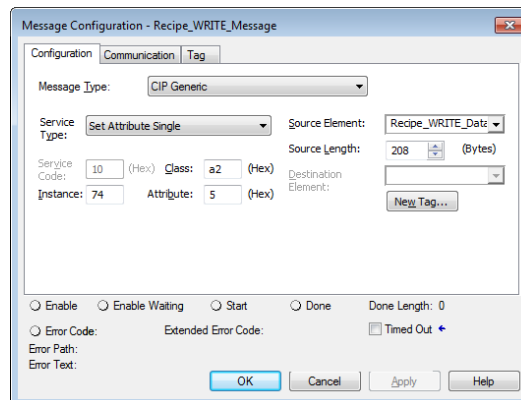 Message Configuration - Recipe_WRITE_Message
Configuration Communication Tag
Message Type: CIP Generic
Service Type: Set Attribute Single Source Element: Recipe_WRITE_Data
Source Length: 208 (Bytes)
Service Code: 10 (Hex) Class: a2 (Hex) Destination Element:
Instance: 74 Attribute: 5 (Hex) New Tag...
Enable Enable Waiting Start Done Done Length: 0
Error Code: Extended Error Code: Timed Out
Error Path:
Error Text:
OK Cancel Apply Help